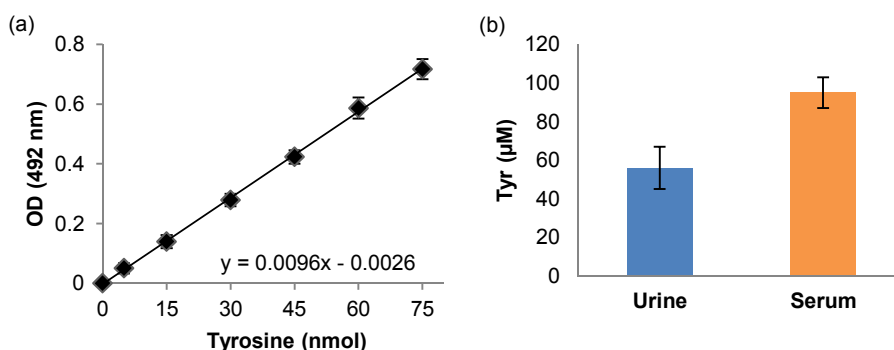 (a)
0.8
0.6
0.4
0.2
0
OD (492 nm)
y = 0.0096x - 0.0026
0 15 30 45 60 75
Tyrosine (nmol)
(b)
120
100
80
60
40
20
0
Tyr (µM)
Urine Serum